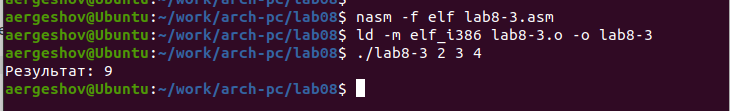 aergeshov@Ubuntu:~/work/arch-pc/lab08$ nasm -f elf lab8-3.asm
aergeshov@Ubuntu:~/work/arch-pc/lab08$ ld -m elf_i386 lab8-3.o -o lab8-3
aergeshov@Ubuntu:~/work/arch-pc/lab08$ ./lab8-3 2 3 4
Результат: 9
aergeshov@Ubuntu:~/work/arch-pc/lab08$